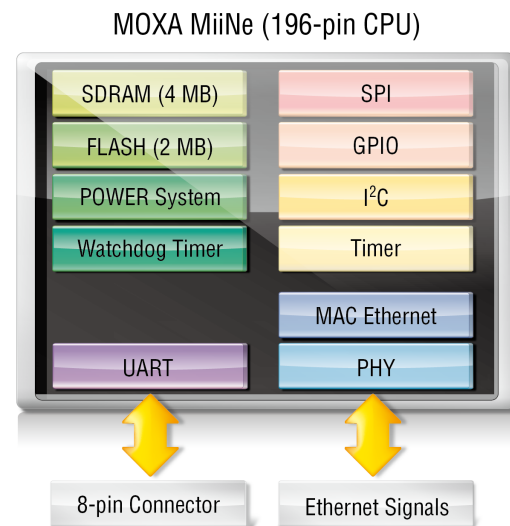 MOXA MiiNe (196-pin CPU)
SDRAM (4 MB)
SPI
FLASH (2 MB)
GPIO
POWER System
I²C
Watchdog Timer
Timer
MAC Ethernet
UART
PHY
8-pin Connector
Ethernet Signals